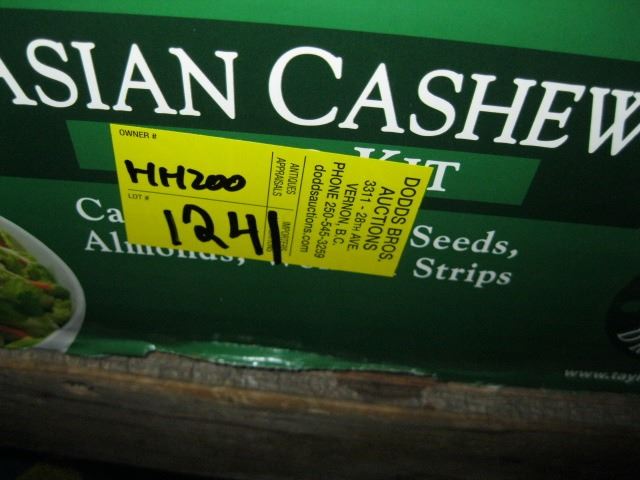 ASIAN CASHEW
KIT
OWNER #
HH200
LOT #
1241
ANTIQUES
APPRAISALS
doddsauctions.com
PHONE 250-545-3259
VERNON, B.C.
3311 - 28TH AVE
AUCTIONS
DODDS BROS.
Seeds,
Almonds,
Strips